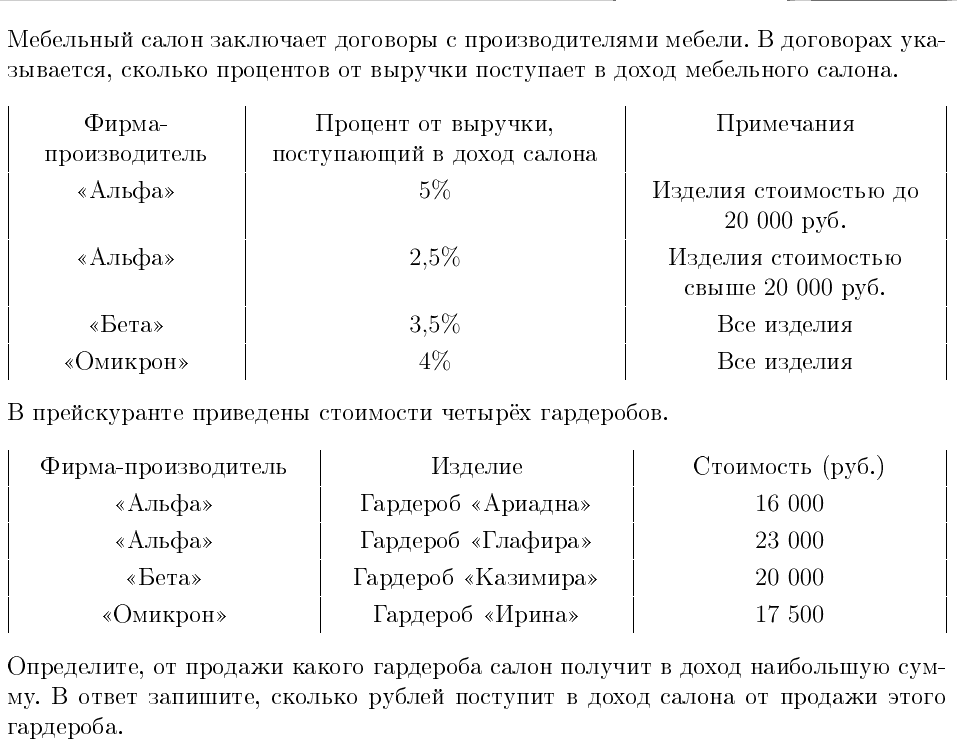 Мебельный салон заключает договоры с производителями мебели. В договорах ука-
зывается, сколько процентов от выручки поступает в доход мебельного салона.
Фирма-производитель Процент от выручки, поступающий в доход салона Примечания
«Альфа» 5% Изделия стоимостью до 20 000 руб.
«Альфа» 2,5% Изделия стоимостью свыше 20 000 руб.
«Бета» 3,5% Все изделия
«Омикрон» 4% Все изделия
В прейскуранте приведены стоимости четырёх гардеробов.
Фирма-производитель Изделие Стоимость (руб.)
«Альфа» Гардероб «Ариадна» 16 000
«Альфа» Гардероб «Глафира» 23 000
«Бета» Гардероб «Казимира» 20 000
«Омикрон» Гардероб «Ирина» 17 500
Определите, от продажи какого гардероба салон получит в доход наибольшую сум-
му. В ответ запишите, сколько рублей поступит в доход салона от продажи этого
гардероба.